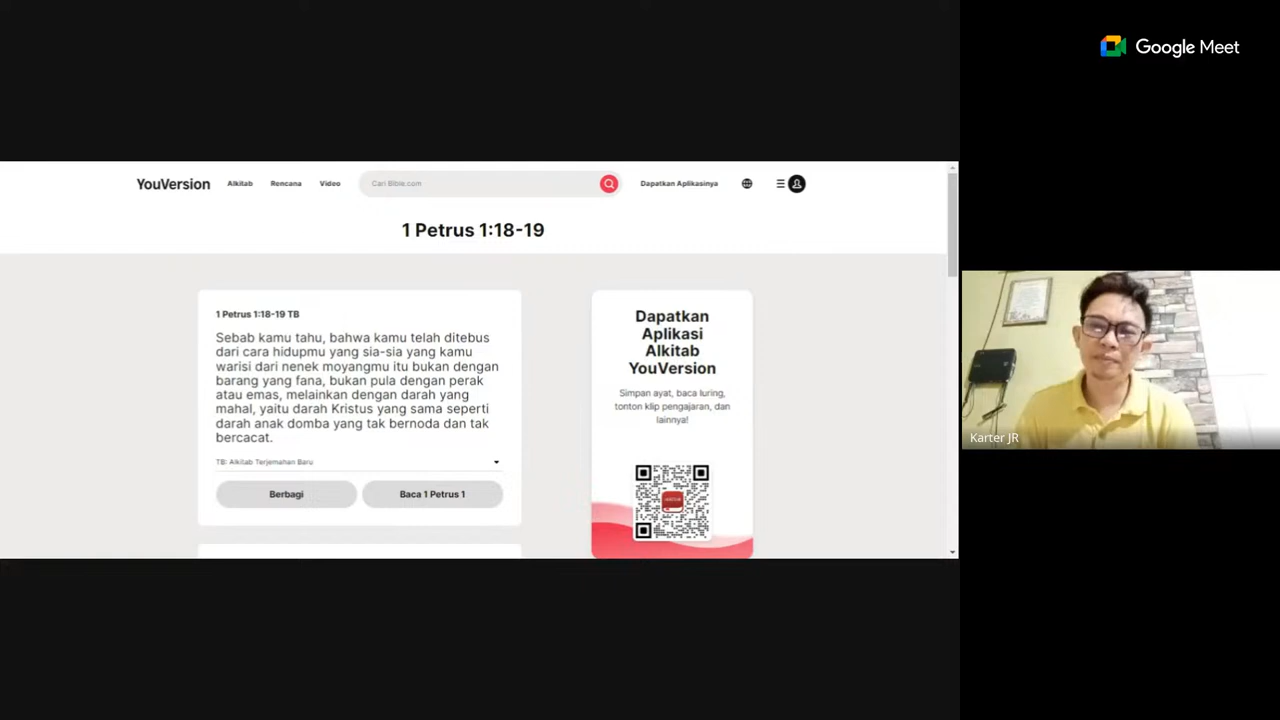 Google Meet
YouVersion
Alkitab
Rencana
Video
Cari Bible.com
Dapatkan Aplikasinya
1 Petrus 1:18-19
1 Petrus 1:18-19 TB
Sebab kamu tahu, bahwa kamu telah ditebus
dari cara hidupmu yang sia-sia yang kamu
warisi dari nenek moyangmu itu bukan dengan
barang yang fana, bukan pula dengan perak
atau emas, melainkan dengan darah yang
mahal, yaitu darah Kristus yang sama seperti
darah anak domba yang tak bernoda dan tak
bercacat.
TB: Alkitab Terjemahan Baru
Berbagi
Baca 1 Petrus 1
Dapatkan
Aplikasi
Alkitab
YouVersion
Simpan ayat, baca luring,
tonton klip pengajaran, dan
lainnya!
Karter JR